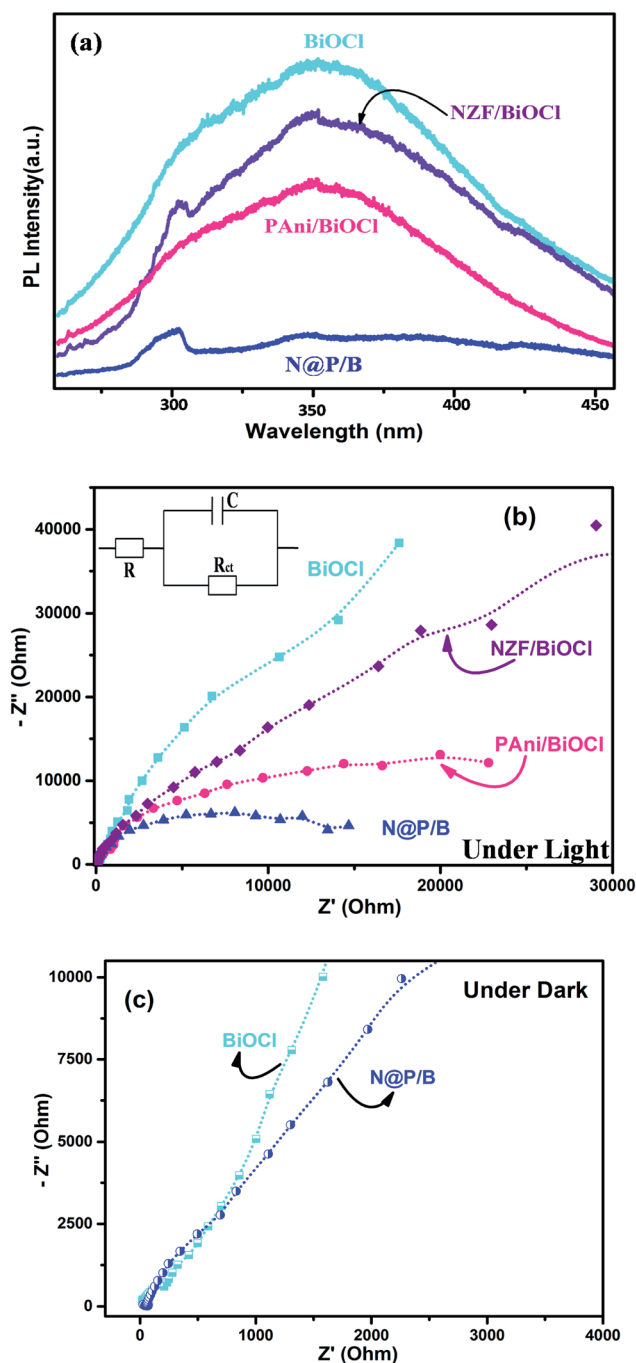 (a)
BiOCl
NZF/BiOCl
PAni/BiOCl
N@P/B
PL Intensity(a.u.)
300 350 400 450
Wavelength (nm)
(b)
C
R
Rct
BiOCl
NZF/BiOCl
PAni/BiOCl
N@P/B
Under Light
- Z'' (Ohm)
40000
30000
20000
10000
0
0 10000 20000 30000
Z' (Ohm)
(c)
Under Dark
BiOCl
N@P/B
- Z'' (Ohm)
10000
7500
5000
2500
0
0 1000 2000 3000 4000
Z' (Ohm)